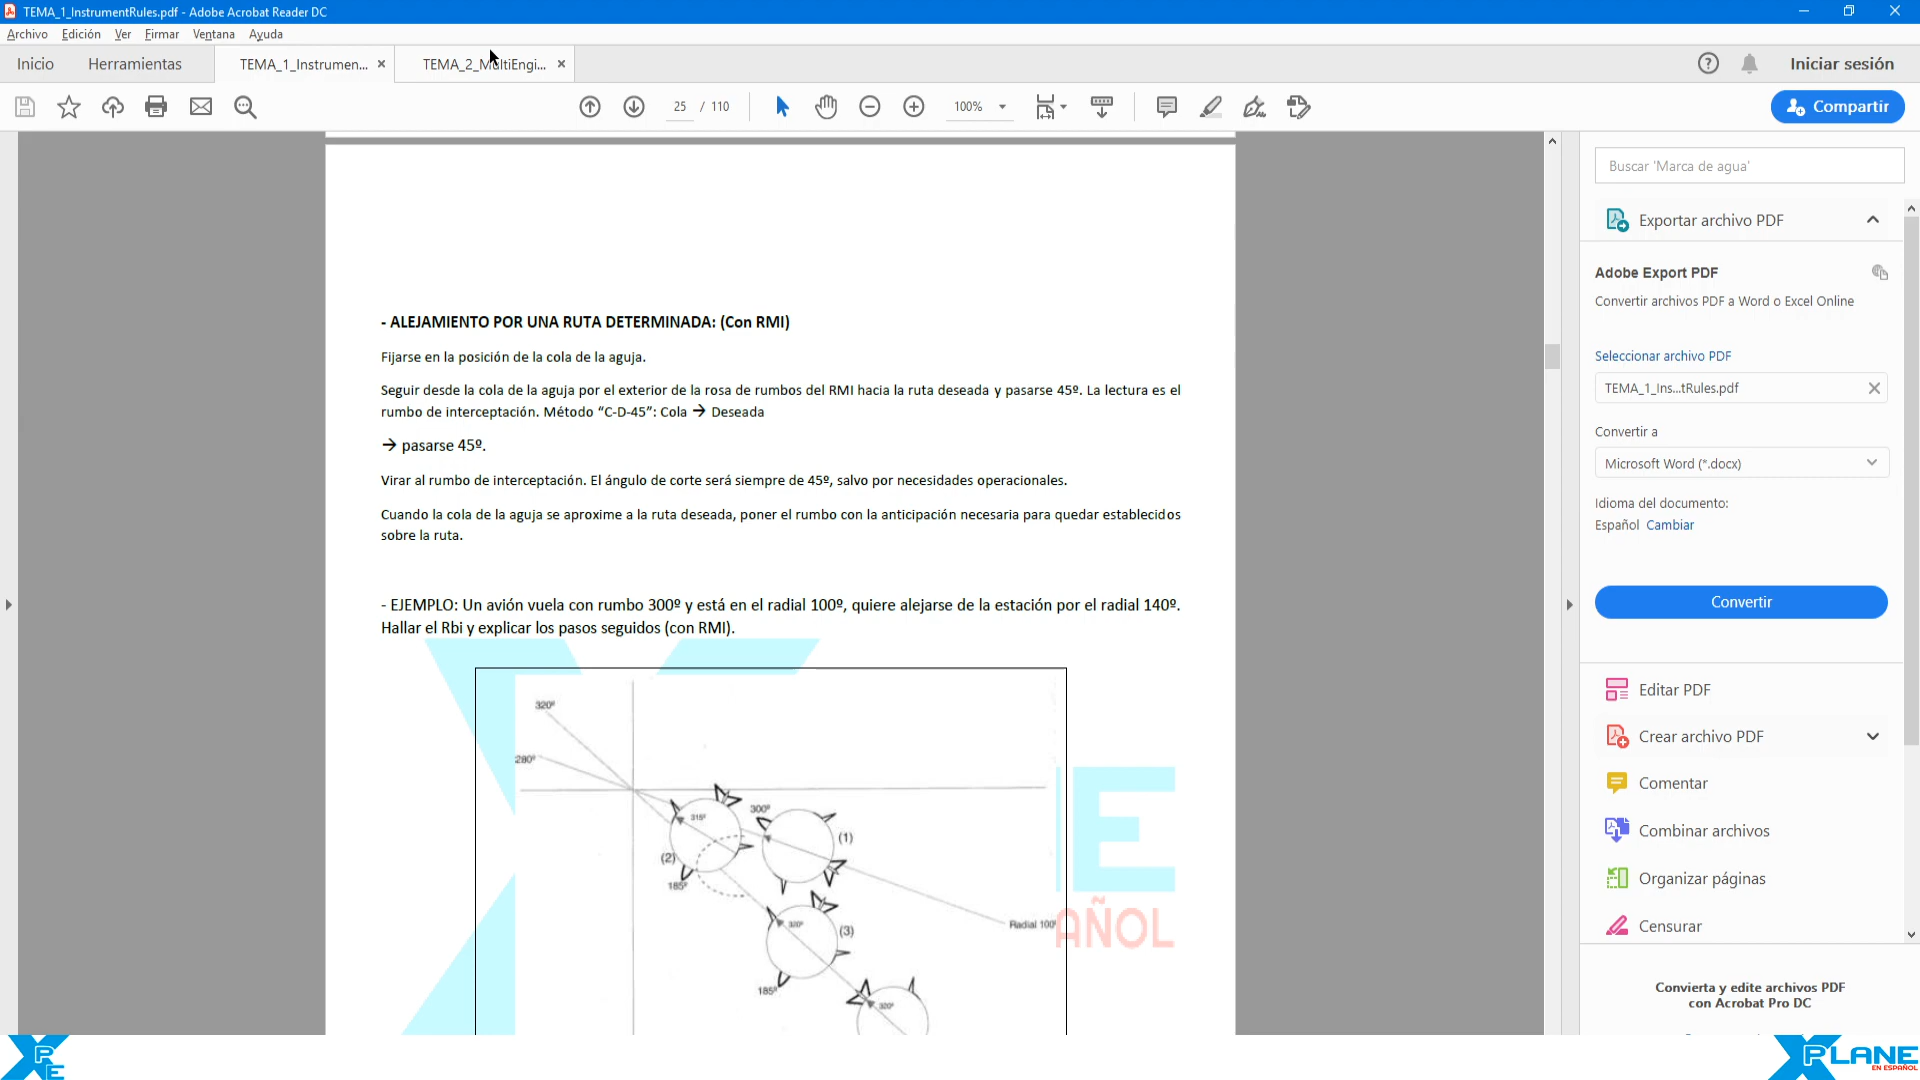 TEMA_1_InstrumentRules.pdf - Adobe Acrobat Reader DC
Archivo Edición Ver Firmar Ventana Ayuda
Inicio Herramientas TEMA_1_Instrumen... × TEMA_2_MultiEngi... × Iniciar sesión
25 / 110 100% Compartir
Buscar 'Marca de agua'
Exportar archivo PDF
Adobe Export PDF
Convertir archivos PDF a Word o Excel Online
Seleccionar archivo PDF
TEMA_1_Ins...tRules.pdf
Convertir a
Microsoft Word (*.docx)
Idioma del documento:
Español Cambiar
Convertir
Editar PDF
Crear archivo PDF
Comentar
Combinar archivos
Organizar páginas
Censurar
Convierta y edite archivos PDF
con Acrobat Pro DC
- ALEJAMIENTO POR UNA RUTA DETERMINADA: (Con RMI)
Fijarse en la posición de la cola de la aguja.
Seguir desde la cola de la aguja por el exterior de la rosa de rumbos del RMI hacia la ruta deseada y pasarse 45º. La lectura es el
rumbo de interceptación. Método “C-D-45”: Cola → Deseada
→ pasarse 45º.
Virar al rumbo de interceptación. El ángulo de corte será siempre de 45º, salvo por necesidades operacionales.
Cuando la cola de la aguja se aproxime a la ruta deseada, poner el rumbo con la anticipación necesaria para quedar establecidos
sobre la ruta.
- EJEMPLO: Un avión vuela con rumbo 300º y está en el radial 100º, quiere alejarse de la estación por el radial 140º.
Hallar el Rbi y explicar los pasos seguidos (con RMI).
320º
280º
300º
315º
(1)
(2)
185º
320º
(3)
Radial 100º
185º
320º
E
AÑOL
XPE
XPLANE
EN ESPAÑOL